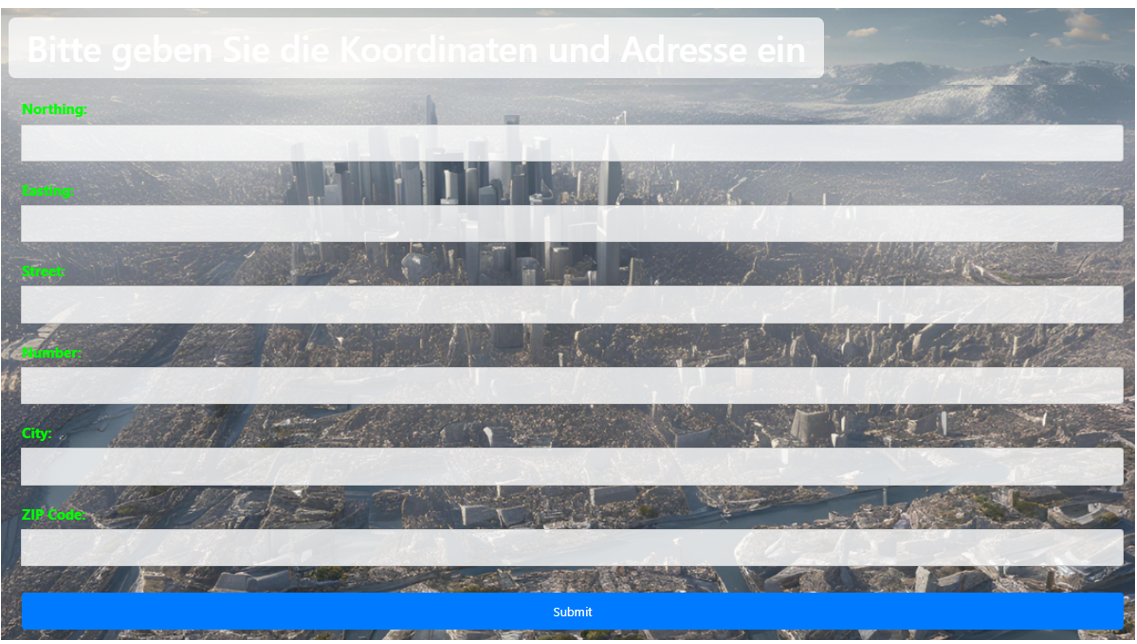 Bitte geben Sie die Koordinaten und Adresse ein
Northing:
Easting:
Street:
Number:
City:
ZIP Code:
Submit